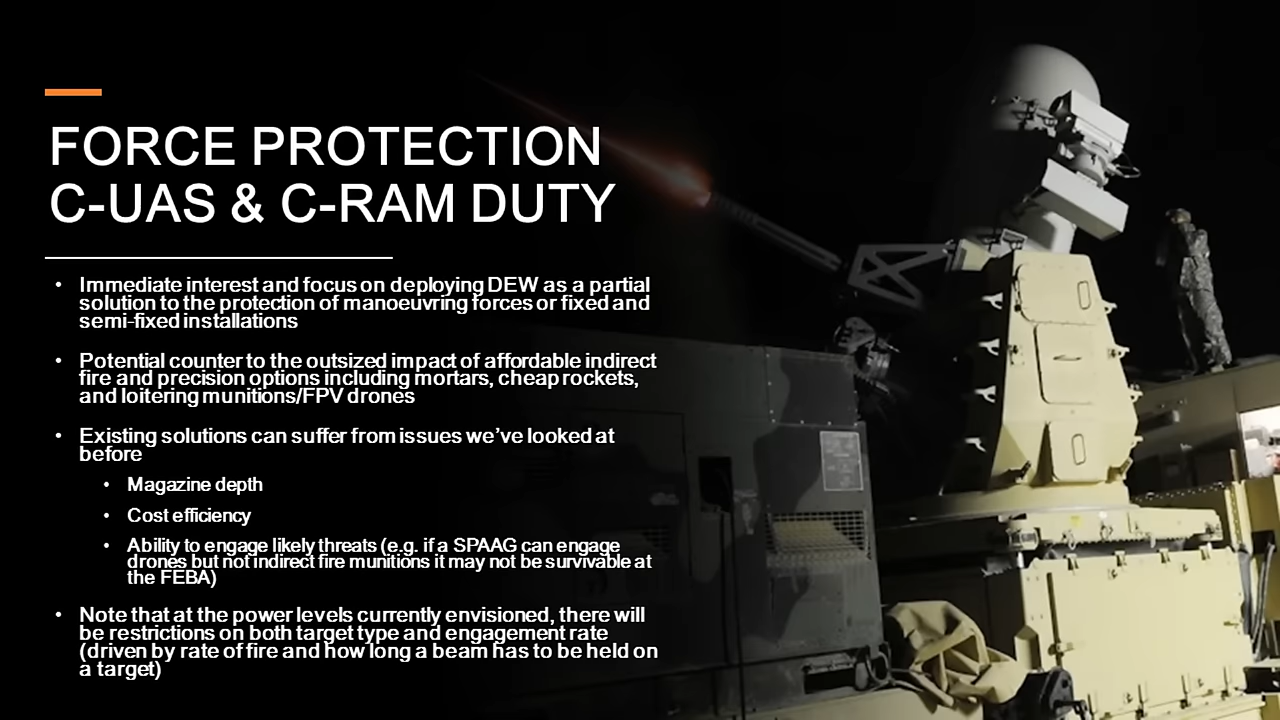 FORCE PROTECTION
C-UAS & C-RAM DUTY
• Immediate interest and focus on deploying DEW as a partial
solution to the protection of manoeuvring forces or fixed and
semi-fixed installations
• Potential counter to the outsized impact of affordable indirect
fire and precision options including mortars, cheap rockets,
and loitering munitions/FPV drones
• Existing solutions can suffer from issues we've looked at
before
• Magazine depth
• Cost efficiency
• Ability to engage likely threats (e.g. if a SPAAG can engage
drones but not indirect fire munitions it may not be survivable at
the FEBA)
• Note that at the power levels currently envisioned, there will
be restrictions on both target type and engagement rate
(driven by rate of fire and how long a beam has to be held on
a target)